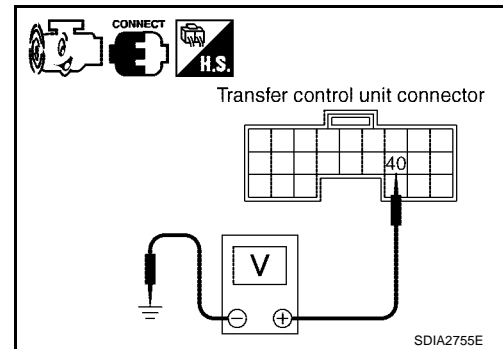 CONNECT
H.S.
Transfer control unit connector
40
V
− +
SDIA2755E